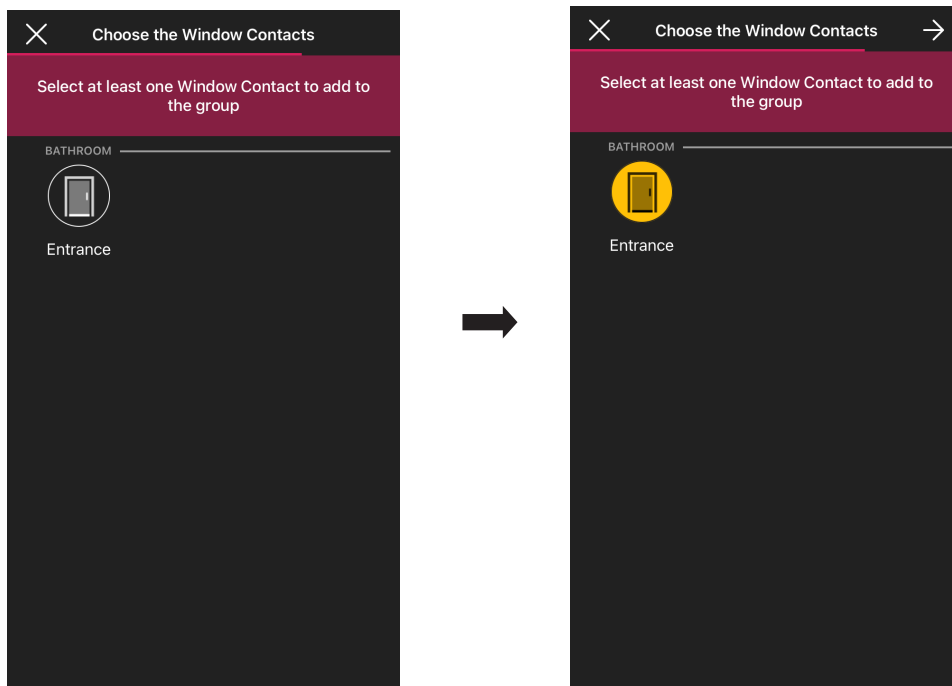 Choose the Window Contacts
Select at least one Window Contact to add to
the group
BATHROOM
Entrance
Choose the Window Contacts
Select at least one Window Contact to add to
the group
BATHROOM
Entrance